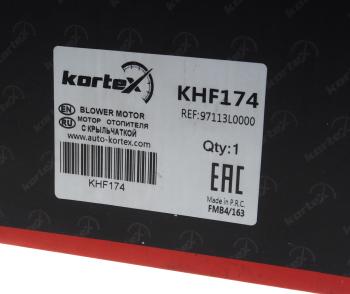 korteX
KHF174
REF:97113L0000
EN BLOWER MOTOR
RU МОТОР ОТОПИТЕЛЯ
С КРЫЛЬЧАТКОЙ
www.auto-kortex.com
Qty:1
KHF174
EAC
Made in P.R.C.
FMB4/163